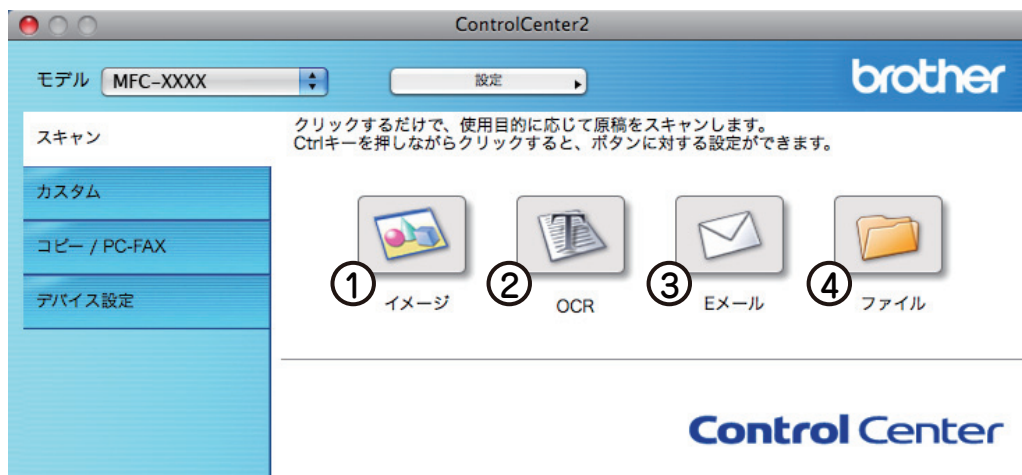 ControlCenter2
モデル MFC-XXXX 設定 brother
スキャン
クリックするだけで、使用目的に応じて原稿をスキャンします。
Ctrlキーを押しながらクリックすると、ボタンに対する設定ができます。
カスタム
コピー / PC-FAX
デバイス設定
① イメージ ② OCR ③ Eメール ④ ファイル
Control Center